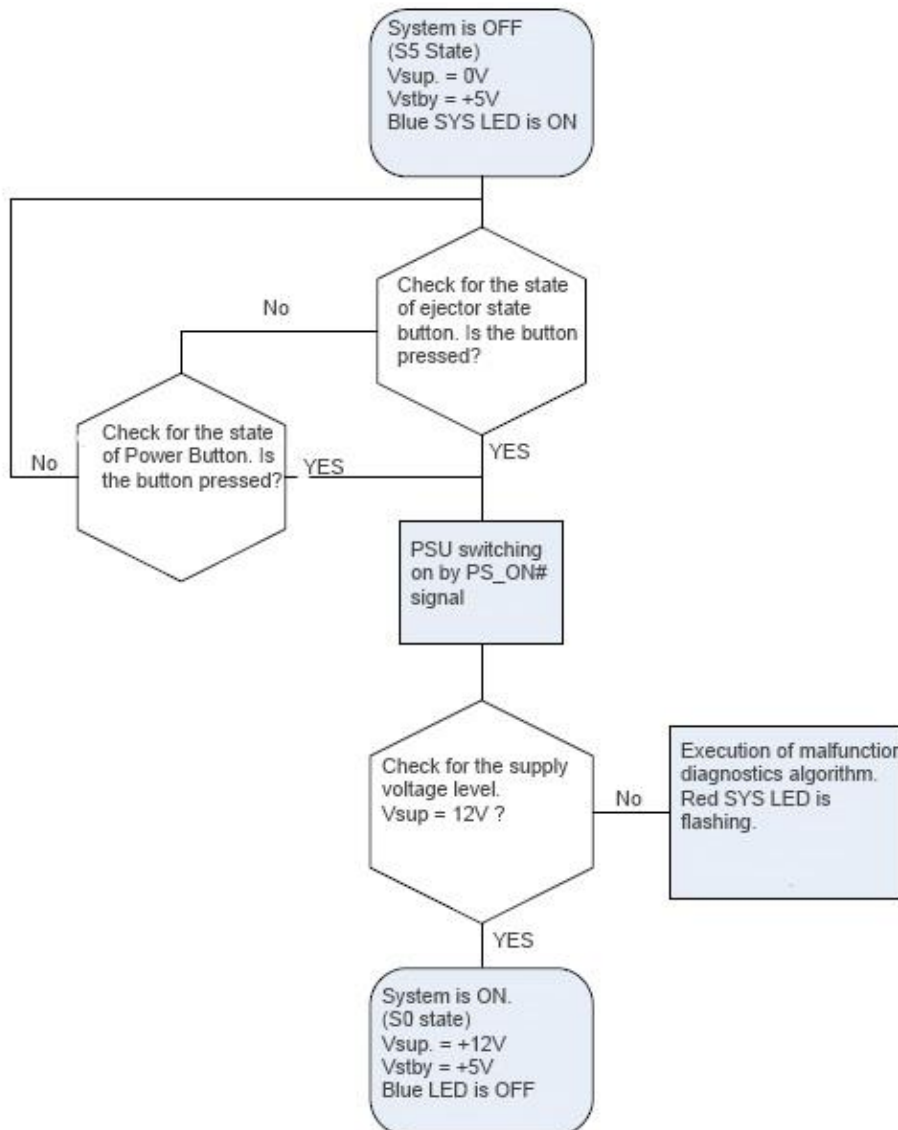 System is OFF
(S5 State)
Vsup. = 0V
Vstby = +5V
Blue SYS LED is ON
Check for the state
of ejector state
button. Is the button
pressed?
No
YES
Check for the state
of Power Button. Is
the button pressed?
No
YES
PSU switching
on by PS_ON#
signal
Check for the supply
voltage level.
Vsup = 12V ?
No
YES
Execution of malfunction
diagnostics algorithm.
Red SYS LED is
flashing.
System is ON.
(S0 state)
Vsup. = +12V
Vstby = +5V
Blue LED is OFF